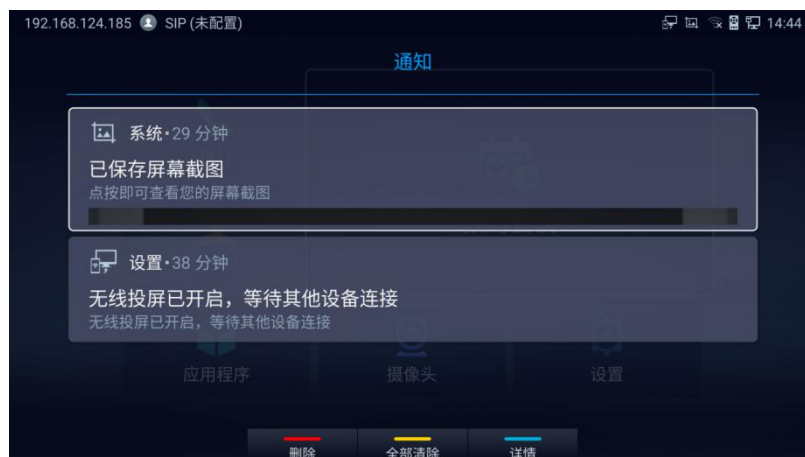 192.168.124.185 SIP (未配置) 14:44
通知
系统•29 分钟
已保存屏幕截图
点按即可查看您的屏幕截图
设置•38 分钟
无线投屏已开启，等待其他设备连接
无线投屏已开启，等待其他设备连接
应用程序 摄像头 设置
删除 全部清除 详情